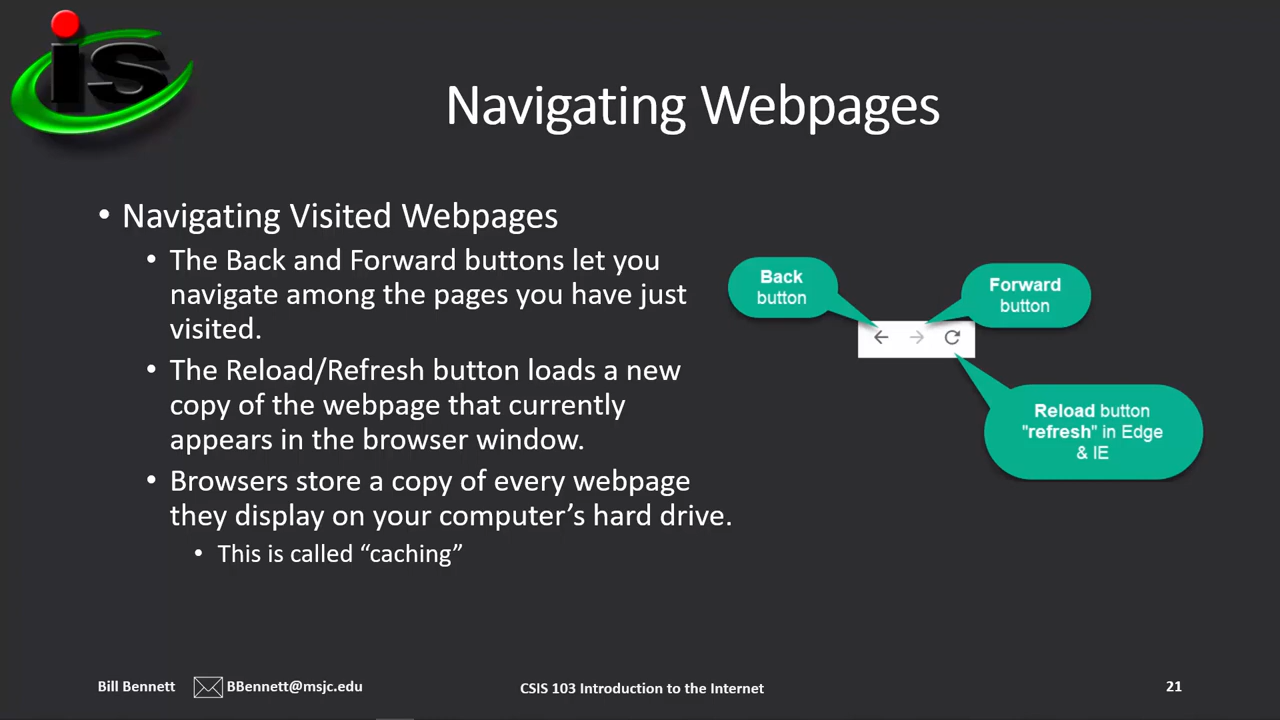 is
Navigating Webpages
• Navigating Visited Webpages
• The Back and Forward buttons let you
navigate among the pages you have just
visited.
• The Reload/Refresh button loads a new
copy of the webpage that currently
appears in the browser window.
• Browsers store a copy of every webpage
they display on your computer’s hard drive.
• This is called “caching”
Back
button
Forward
button
Reload button
"refresh" in Edge
& IE
Bill Bennett BBennett@msjc.edu
CSIS 103 Introduction to the Internet
21